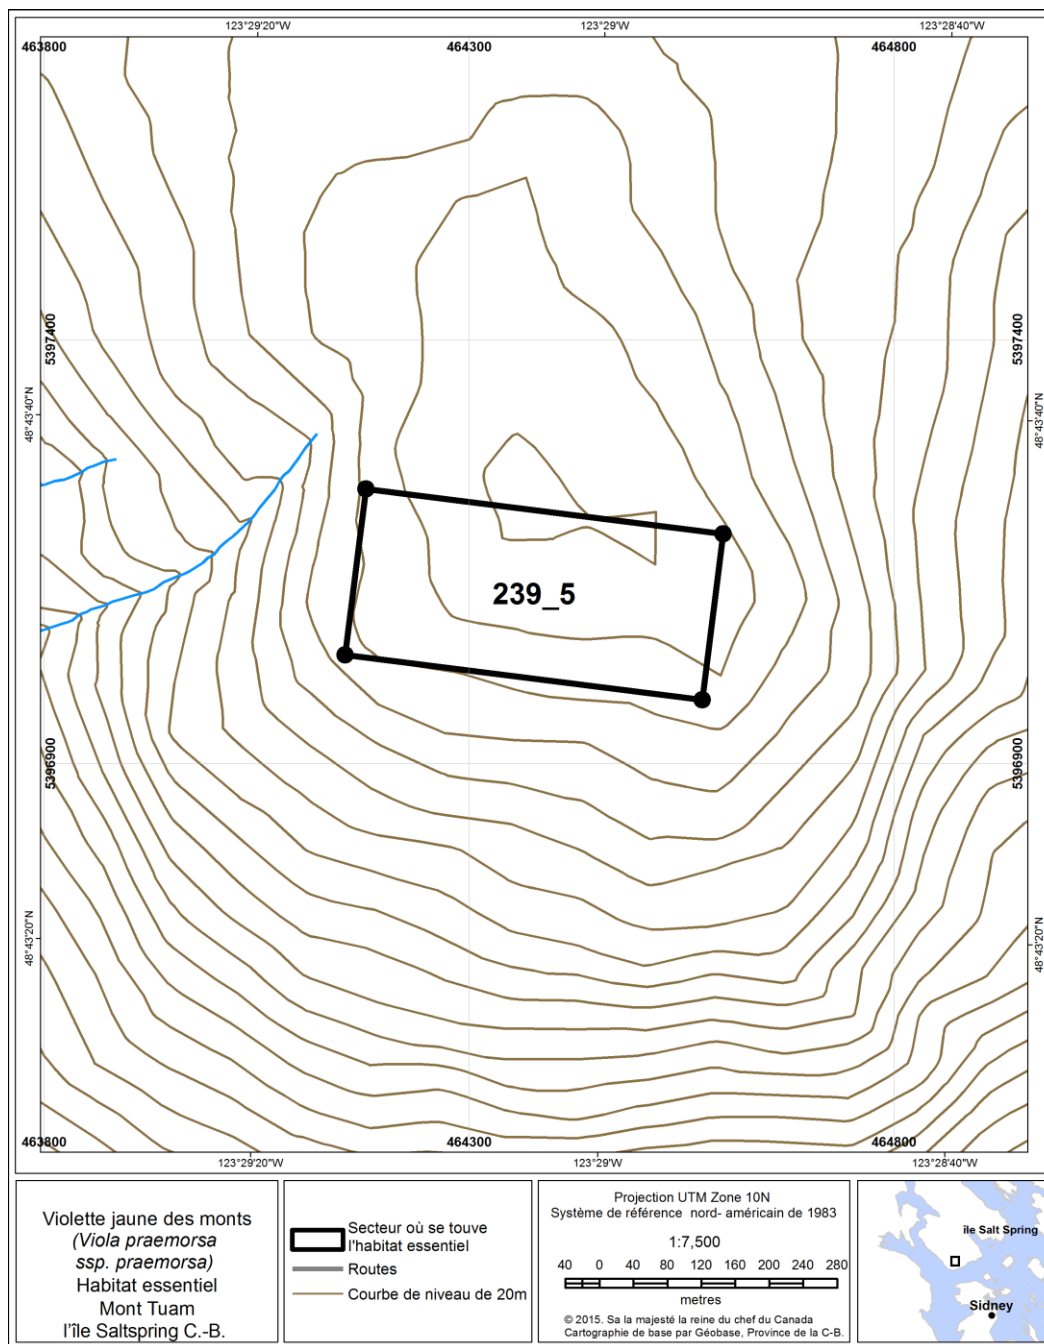 123°29'20"W
123°29'W
123°28'40"W
463800
464300
464800
5397400
5397400
48°43'40"N
48°43'40"N
239_5
5396900
5396900
48°43'20"N
48°43'20"N
463800
464300
464800
123°29'20"W
123°29'W
123°28'40"W
Violette jaune des monts
(Viola praemorsa
ssp. praemorsa)
Habitat essentiel
Mont Tuam
l'île Saltspring C.-B.
Secteur où se touve
l'habitat essentiel
Routes
Courbe de niveau de 20m
Projection UTM Zone 10N
Système de référence nord- américain de 1983
1:7,500
40 0 40 80 120 160 200 240 280
metres
© 2015. Sa la majesté la reine du chef du Canada
Cartographie de base par Géobase, Province de la C-B.
île Salt Spring
Sidney